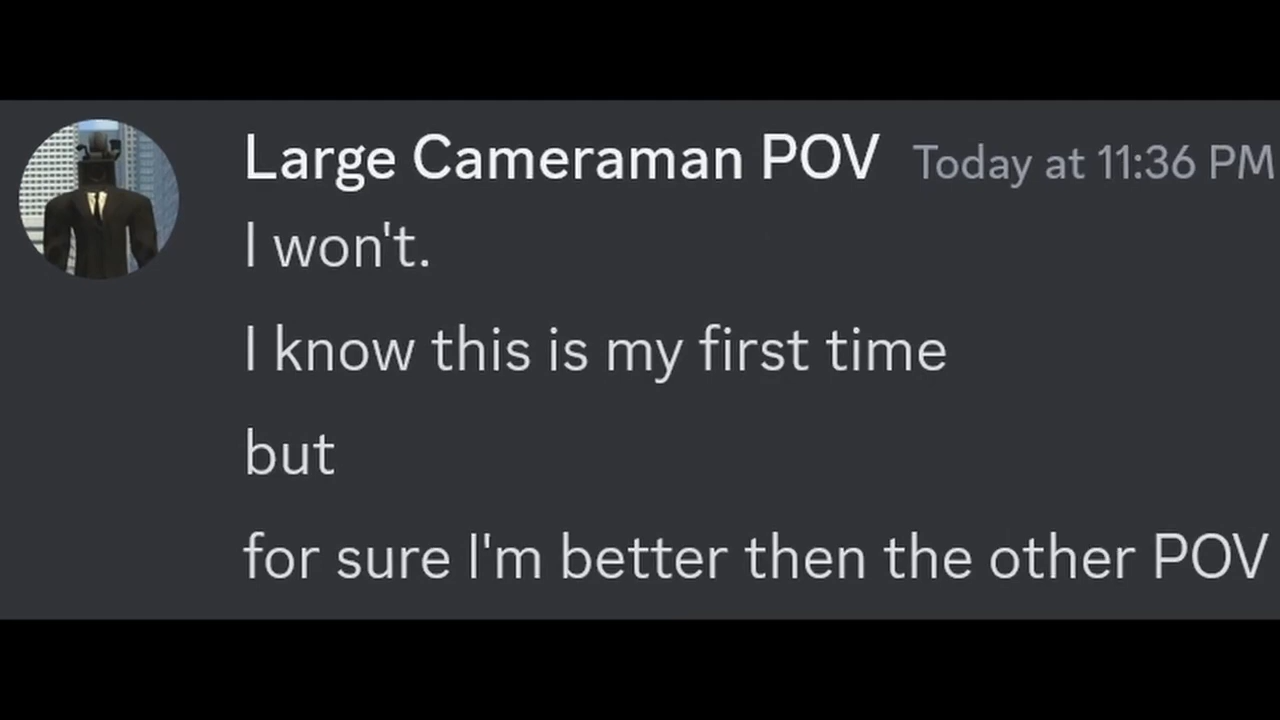 Large Cameraman POV Today at 11:36 PM
I won't.
I know this is my first time
but
for sure I'm better then the other POV